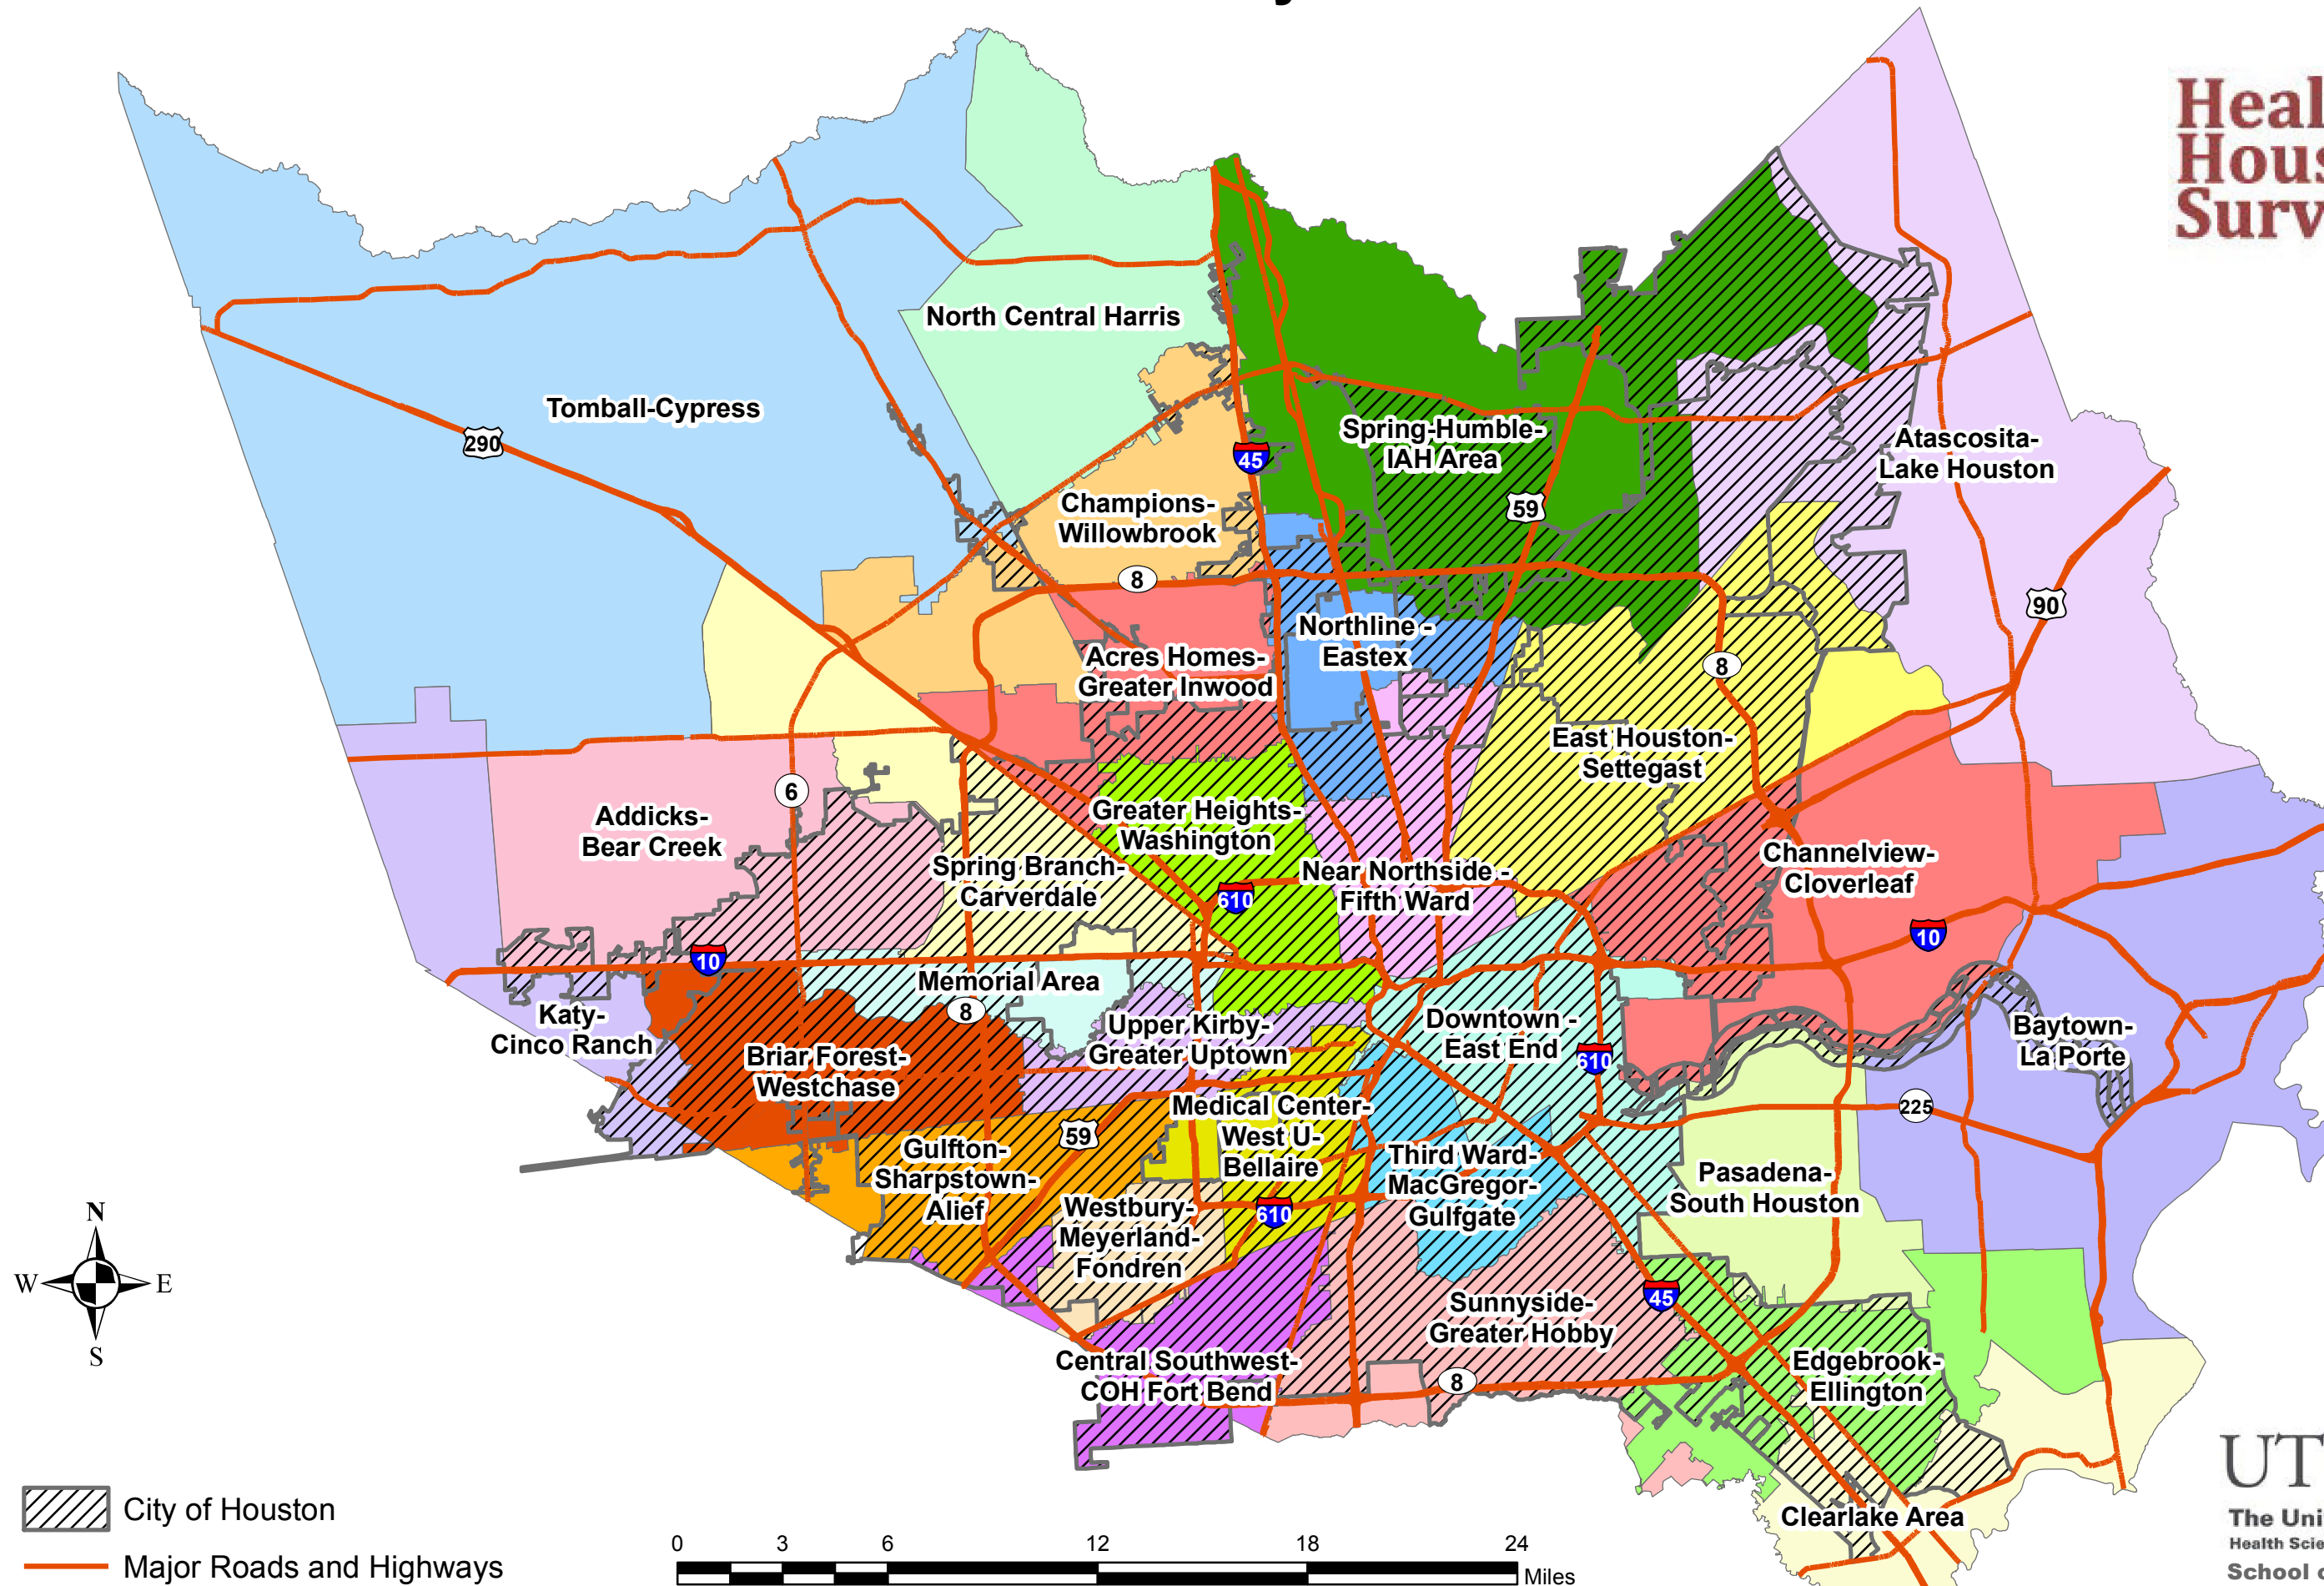 Heal
Hous
Surv
North Central Harris
Tomball-Cypress
290
45
Spring-Humble-
IAH Area
59
Atascosita-
Lake Houston
Champions-
Willowbrook
8
90
Northline -
Eastex
Acres Homes-
Greater Inwood
8
East Houston-
Settegast
6
Addicks-
Bear Creek
Greater Heights-
Washington
Spring Branch-
Carverdale
Near Northside -
Fifth Ward
610
Channelview-
Cloverleaf
10
10
Memorial Area
8
Katy-
Cinco Ranch
Upper Kirby-
Greater Uptown
Downtown -
East End
610
Baytown-
La Porte
Briar Forest-
Westchase
Medical Center-
West U-
Bellaire
225
59
Gulfton-
Sharpstown-
Alief
Third Ward-
MacGregor-
Gulfgate
Pasadena-
South Houston
Westbury-
Meyerland-
Fondren
610
45
Sunnyside-
Greater Hobby
Central Southwest-
COH Fort Bend
8
Edgebrook-
Ellington
Clearlake Area
N
W E
S
City of Houston
Major Roads and Highways
0 3 6 12 18 24
Miles
UT
The Uni
Health Scie
School